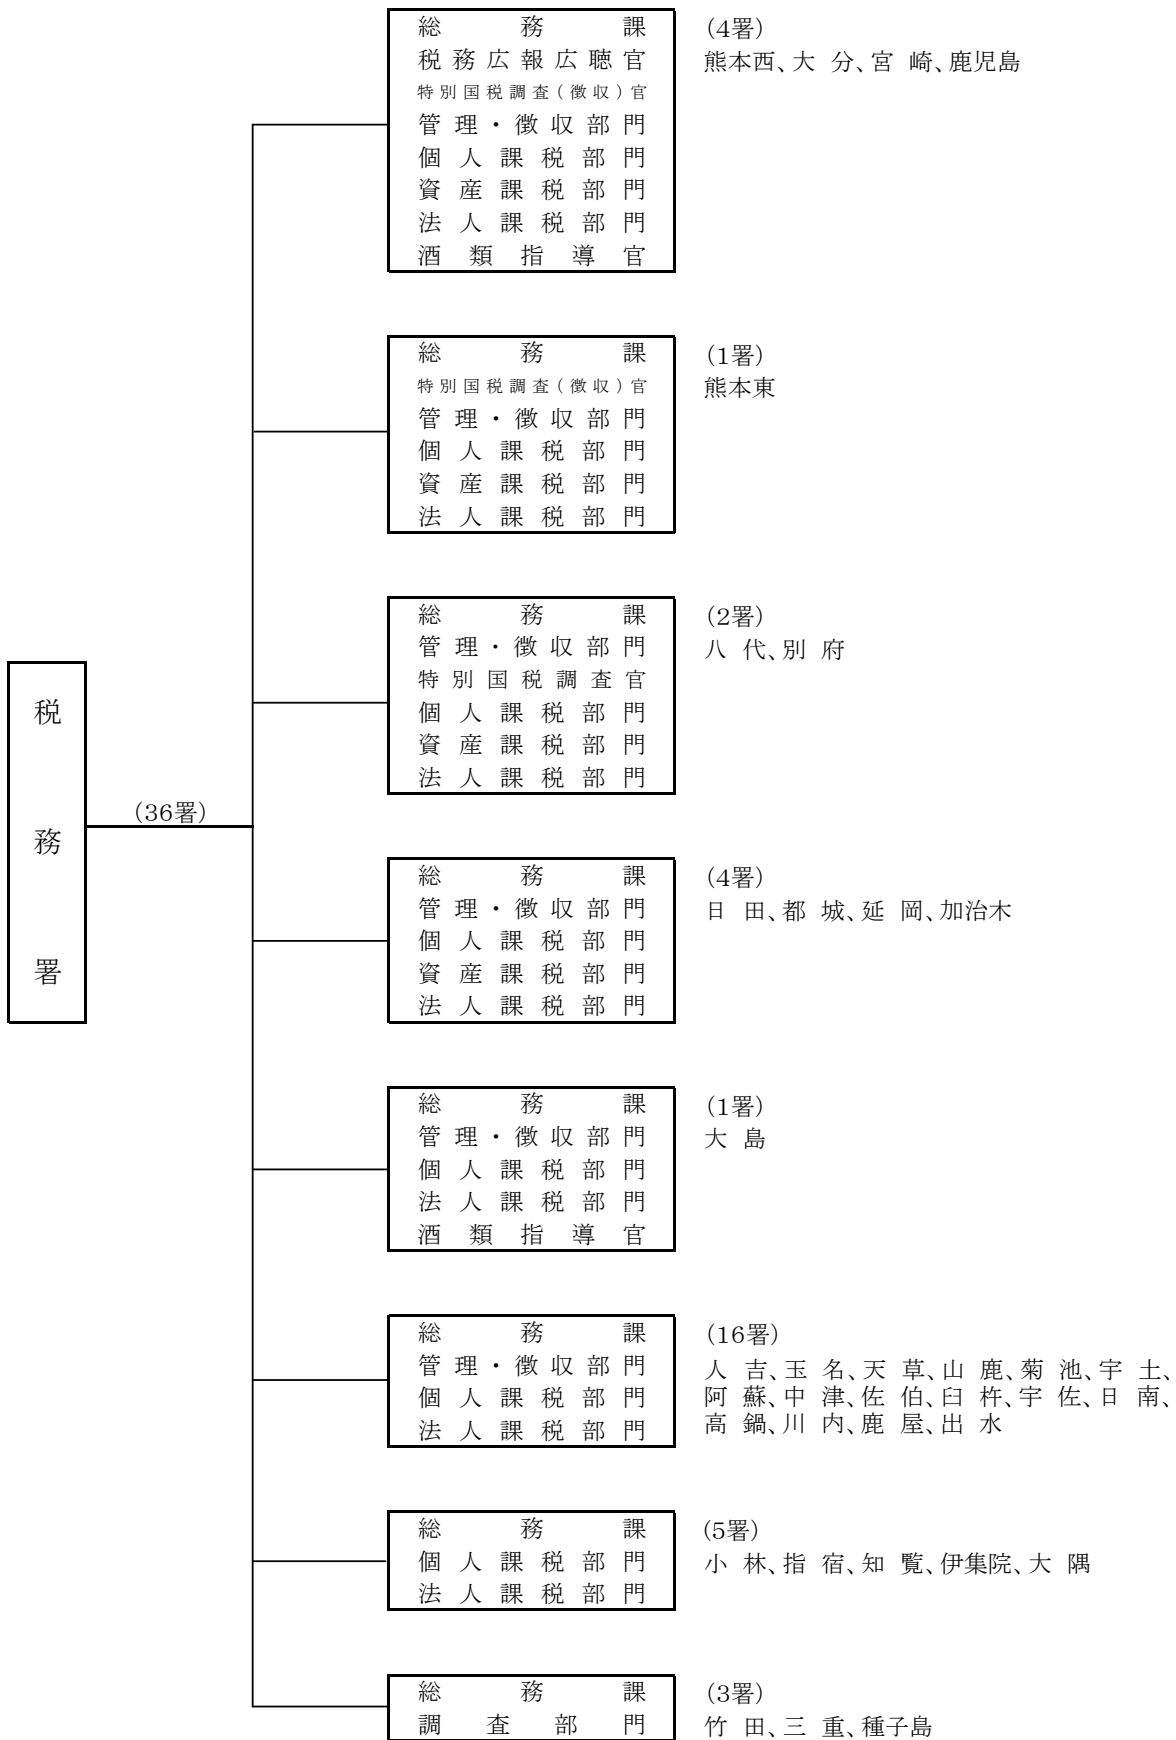 税務署
(36署)
総務課
税務広報広聴官
特別国税調査(徴収)官
管理・徴収部門
個人課税部門
資産課税部門
法人課税部門
酒類指導官
(4署)
熊本西、大 分、宮 崎、鹿児島
総務課
特別国税調査(徴収)官
管理・徴収部門
個人課税部門
資産課税部門
法人課税部門
(1署)
熊本東
総務課
管理・徴収部門
特別国税調査官
個人課税部門
資産課税部門
法人課税部門
(2署)
八 代、別 府
総務課
管理・徴収部門
個人課税部門
資産課税部門
法人課税部門
(4署)
日 田、都 城、延 岡、加治木
総務課
管理・徴収部門
個人課税部門
法人課税部門
酒類指導官
(1署)
大 島
総務課
管理・徴収部門
個人課税部門
法人課税部門
(16署)
人 吉、玉 名、天 草、山 鹿、菊 池、宇 土、
阿 蘇、中 津、佐 伯、臼 杵、宇 佐、日 南、
高 鍋、川 内、鹿 屋、出 水
総務課
個人課税部門
法人課税部門
(5署)
小 林、指 宿、知 覧、伊集院、大 隅
総務課
調査部門
(3署)
竹 田、三 重、種子島